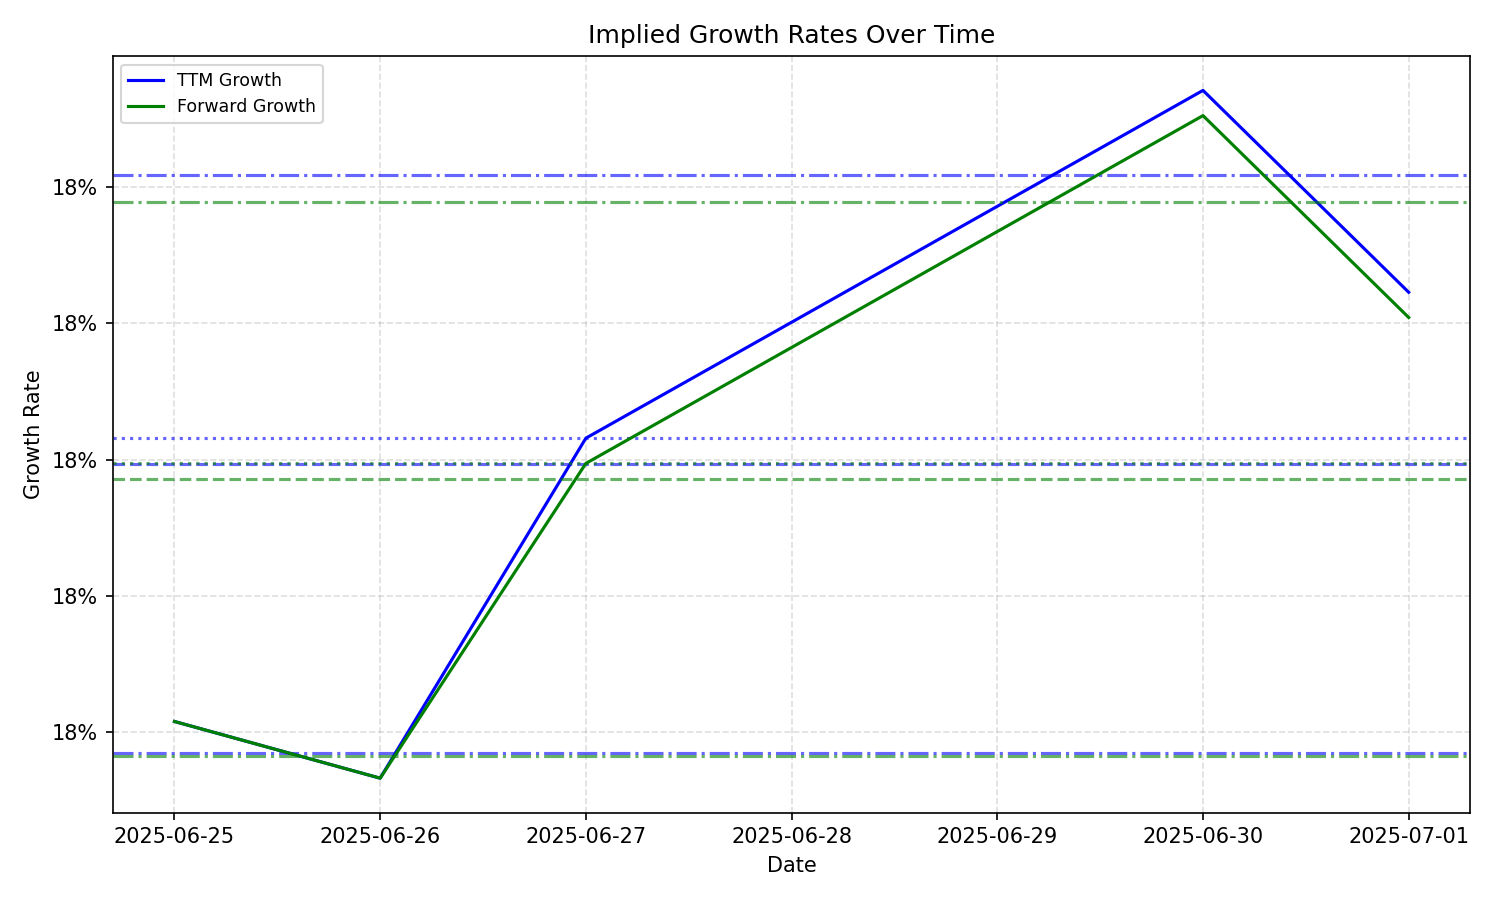 Implied Growth Rates Over Time
TTM Growth
Forward Growth
18%
18%
18%
18%
18%
Growth Rate
2025-06-25
2025-06-26
2025-06-27
2025-06-28
2025-06-29
2025-06-30
2025-07-01
Date